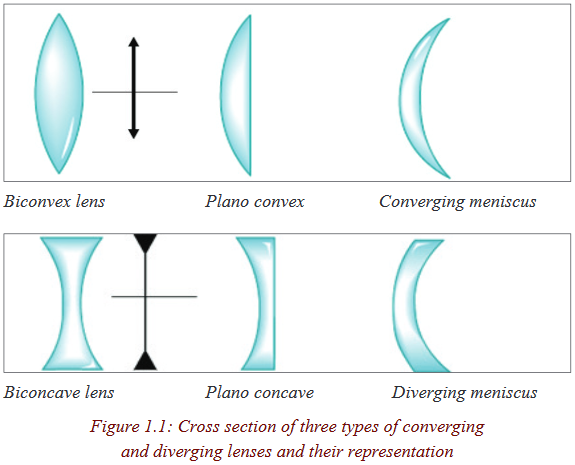 Biconvex lens Plano convex Converging meniscus
Biconcave lens Plano concave Diverging meniscus
Figure 1.1: Cross section of three types of converging
and diverging lenses and their representation